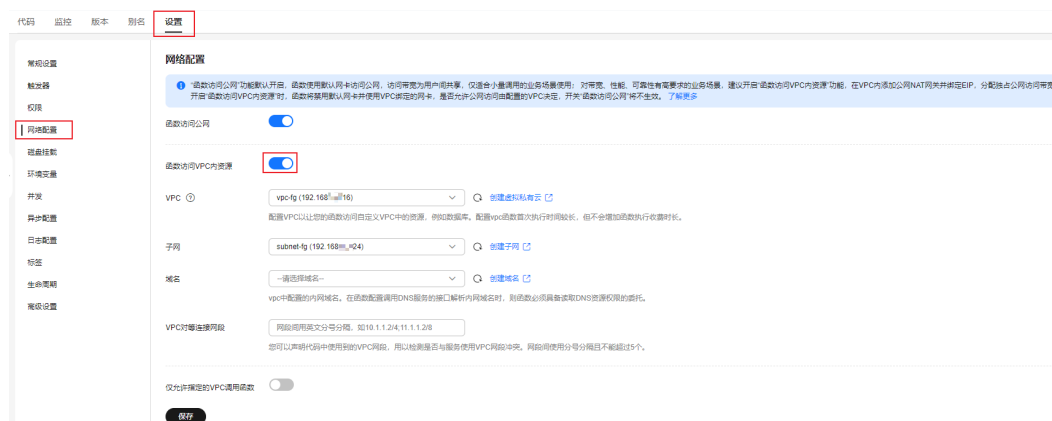 代码 监控 版本 别名 设置
常规设置
触发器
权限
网络配置
磁盘挂载
环境变量
并发
异步配置
日志配置
标签
生命周期
高级设置
网络配置
“函数访问公网”功能默认开启，函数使用默认网卡访问公网，访问带宽为用户间共享，仅适合小量调用的业务场景使用； 对带宽、性能、可靠性有高要求的业务场景，建议开启“函数访问VPC内资源”功能，在VPC内添加公网NAT网关并绑定EIP，分配独占公网访问带宽
开启“函数访问VPC内资源”时，函数将禁用默认网卡并使用VPC绑定的网卡，是否允许公网访问由配置的VPC决定，开关“函数访问公网”将不生效。 了解更多
函数访问公网
函数访问VPC内资源
VPC vpc-fg (192.168 16) 创建虚拟私有云
配置VPC以让您的函数访问自定义VPC中的资源，例如数据库。配置vpc函数首次执行时间较长，但不会增加函数执行收费时长。
子网 subnet-fg (192.168 24) 创建子网
域名 --请选择域名-- 创建域名
vpc中配置的内网域名。在函数配置调用DNS服务的接口解析内网域名时，则函数必须具备读取DNS资源权限的委托。
VPC对等连接网段 网段间用英文分号分隔，如10.1.1.2/4;11.1.1.2/8
您可以声明代码中使用到的VPC网段，用以检测是否与服务使用VPC网段冲突。网段间使用分号分隔且不能超过5个。
仅允许指定的VPC调用函数
保存